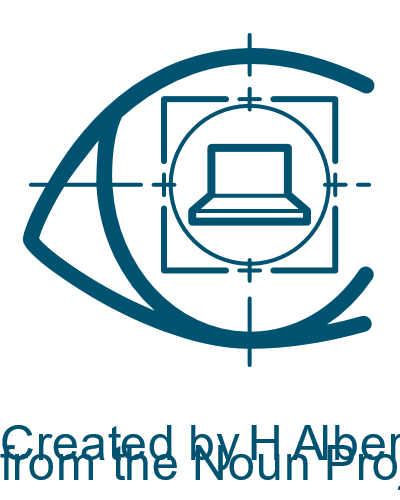 Created by H Alber
from the Noun Pro